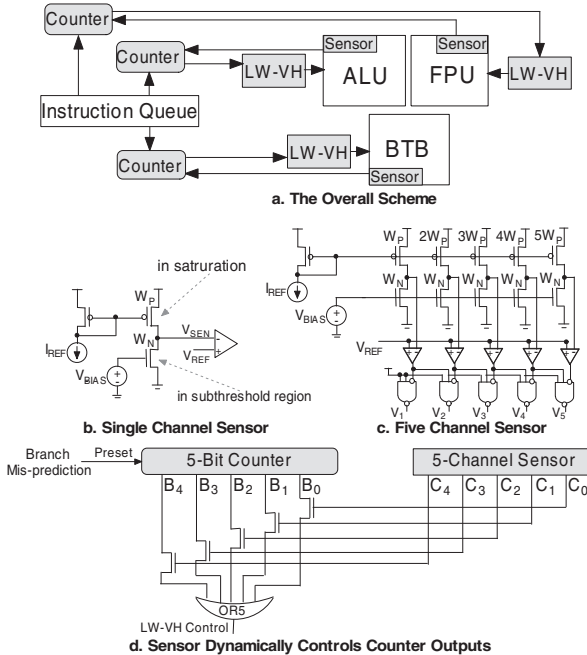 Counter
Sensor
Sensor
Counter
LW-VH
ALU
FPU
LW-VH
Instruction Queue
Counter
LW-VH
BTB
Sensor
a. The Overall Scheme
in satruration
W_P
I_REF
W_N
V_SEN
V_REF
V_BIAS
in subthreshold region
b. Single Channel Sensor
W_P 2W_P 3W_P 4W_P 5W_P
I_REF
W_N W_N W_N W_N W_N
V_BIAS
V_REF
V_1 V_2 V_3 V_4 V_5
c. Five Channel Sensor
Branch
Mis-prediction
Preset
5-Bit Counter
5-Channel Sensor
B_4 B_3 B_2 B_1 B_0
C_4 C_3 C_2 C_1 C_0
OR5
LW-VH Control
d. Sensor Dynamically Controls Counter Outputs